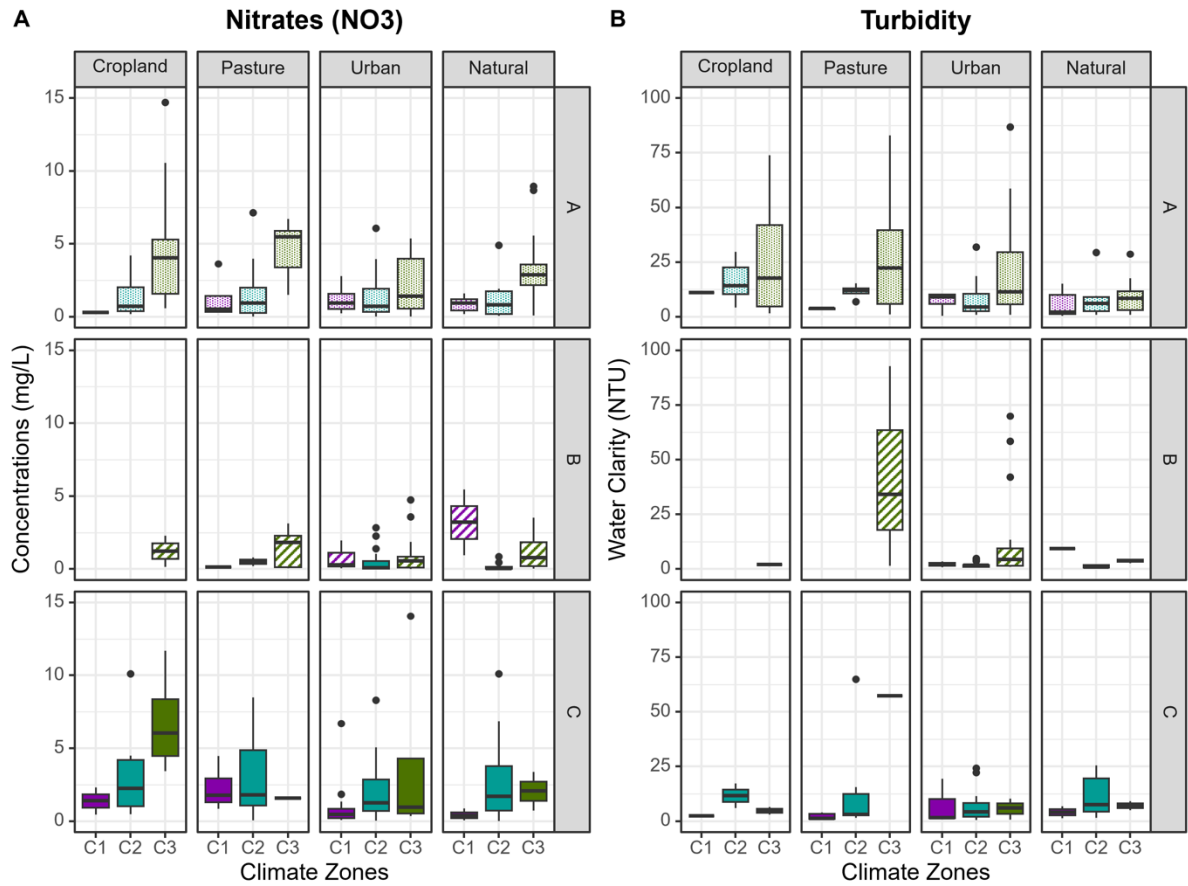 A Nitrates (NO3)
Cropland Pasture Urban Natural
15
10
5
0
A
15
10
5
0
B
15
10
5
0
C
Concentrations (mg/L)
C1 C2 C3 C1 C2 C3 C1 C2 C3 C1 C2 C3
Climate Zones
B Turbidity
Cropland Pasture Urban Natural
100
75
50
25
0
A
100
75
50
25
0
B
100
75
50
25
0
C
Water Clarity (NTU)
C1 C2 C3 C1 C2 C3 C1 C2 C3 C1 C2 C3
Climate Zones